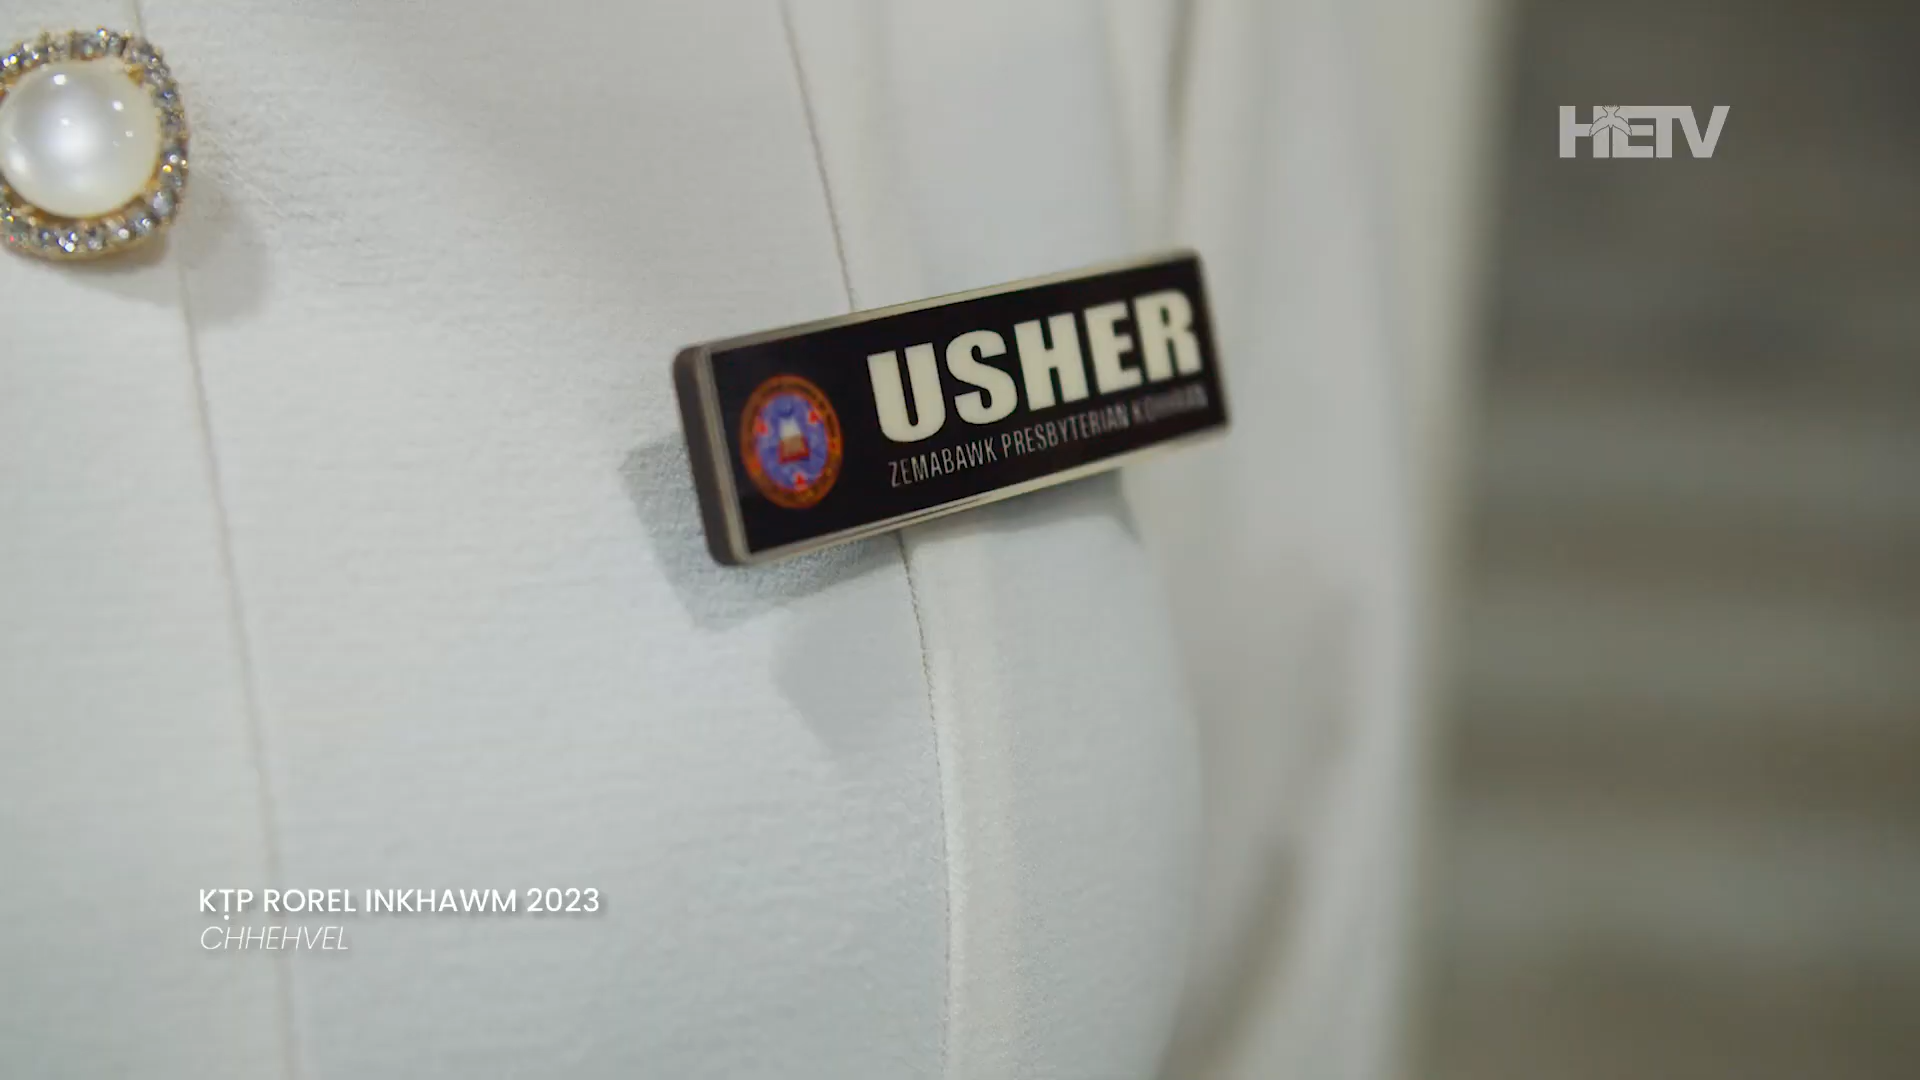 HETV
USHER
ZEMABAWK PRESBYTERIAN KOHHRAN
KṬP ROREL INKHAWM 2023
CHHEHVEL